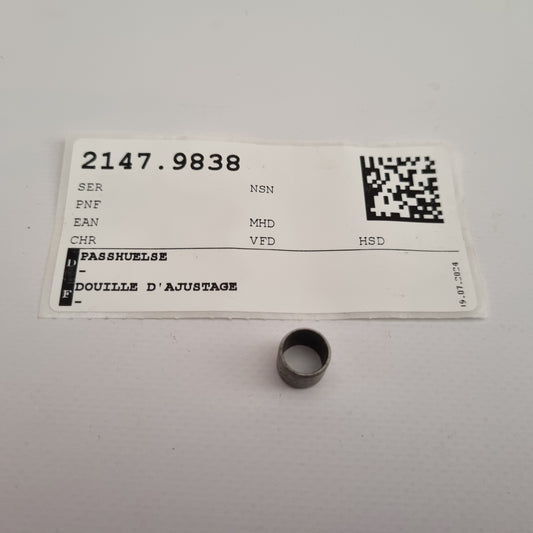 2147.9838
SER NSN
PNF
EAN MHD
CHR VFD HSD
D PASSHUELSE
-
F DOUILLE D'AJUSTAGE
-
19.07.2024